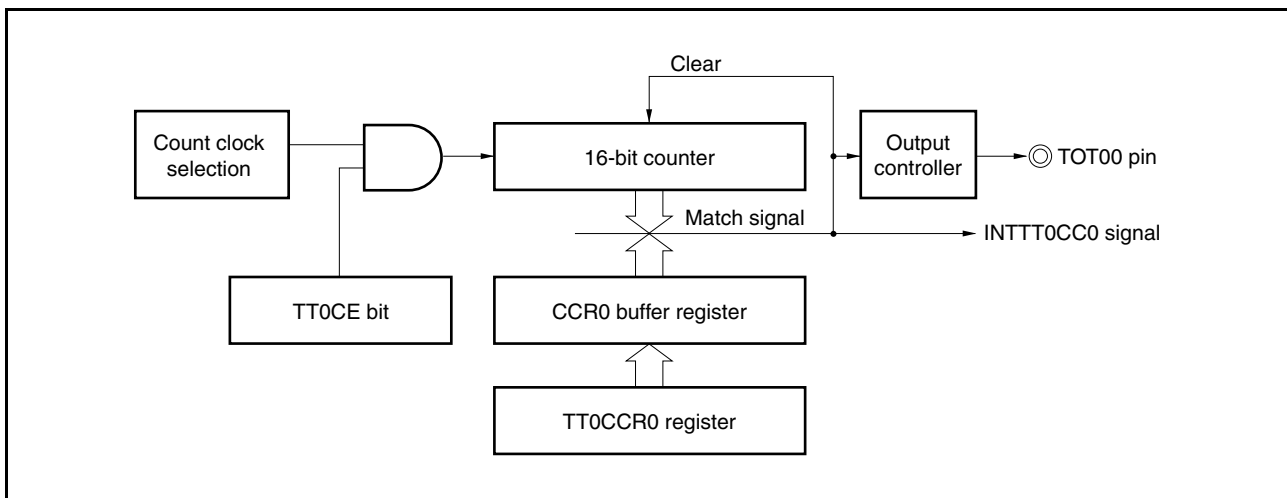 Clear
Count clock
selection
16-bit counter
Output
controller
TOT00 pin
Match signal
INTTT0CC0 signal
TT0CE bit
CCR0 buffer register
TT0CCR0 register